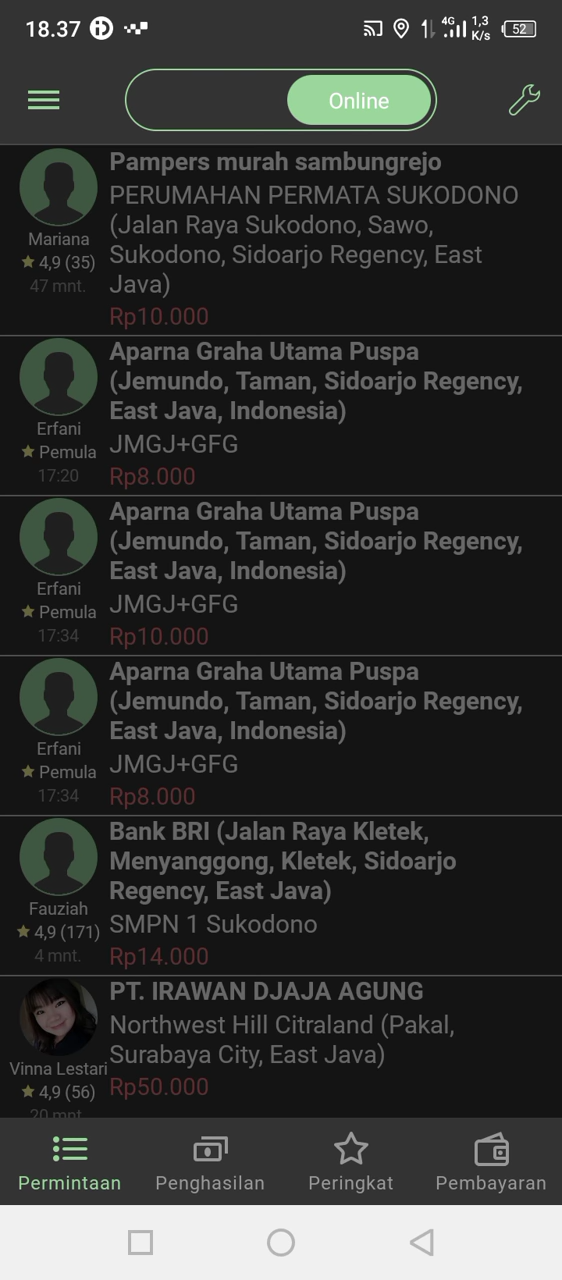 18.37
4G 1,3 K/s 52
Online
Pampers murah sambungrejo
PERUMAHAN PERMATA SUKODONO
(Jalan Raya Sukodono, Sawo,
Sukodono, Sidoarjo Regency, East
Java)
Rp10.000
Mariana
4,9 (35)
47 mnt.
Aparna Graha Utama Puspa
(Jemundo, Taman, Sidoarjo Regency,
East Java, Indonesia)
JMGJ+GFG
Rp8.000
Erfani
Pemula
17:20
Aparna Graha Utama Puspa
(Jemundo, Taman, Sidoarjo Regency,
East Java, Indonesia)
JMGJ+GFG
Rp10.000
Erfani
Pemula
17:34
Aparna Graha Utama Puspa
(Jemundo, Taman, Sidoarjo Regency,
East Java, Indonesia)
JMGJ+GFG
Rp8.000
Erfani
Pemula
17:34
Bank BRI (Jalan Raya Kletek,
Menyanggong, Kletek, Sidoarjo
Regency, East Java)
SMPN 1 Sukodono
Rp14.000
Fauziah
4,9 (171)
4 mnt.
PT. IRAWAN DJAJA AGUNG
Northwest Hill Citraland (Pakal,
Surabaya City, East Java)
Rp50.000
Vinna Lestari
4,9 (56)
20 mnt.
Permintaan
Penghasilan
Peringkat
Pembayaran